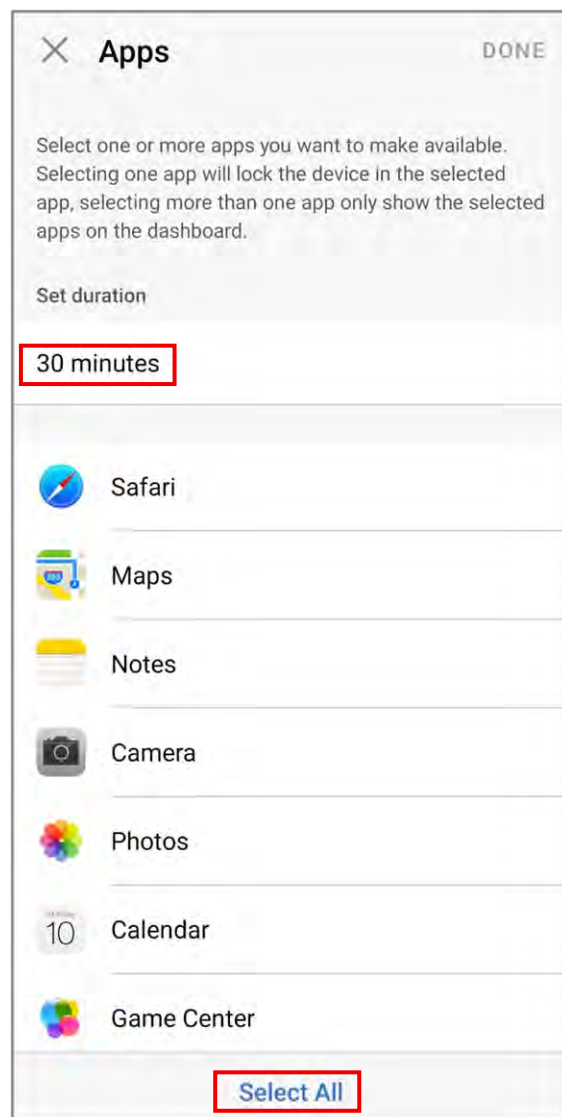 Apps
DONE
Select one or more apps you want to make available.
Selecting one app will lock the device in the selected
app, selecting more than one app only show the selected
apps on the dashboard.
Set duration
30 minutes
Safari
Maps
280
Notes
Camera
Photos
10
Calendar
Game Center
Select All